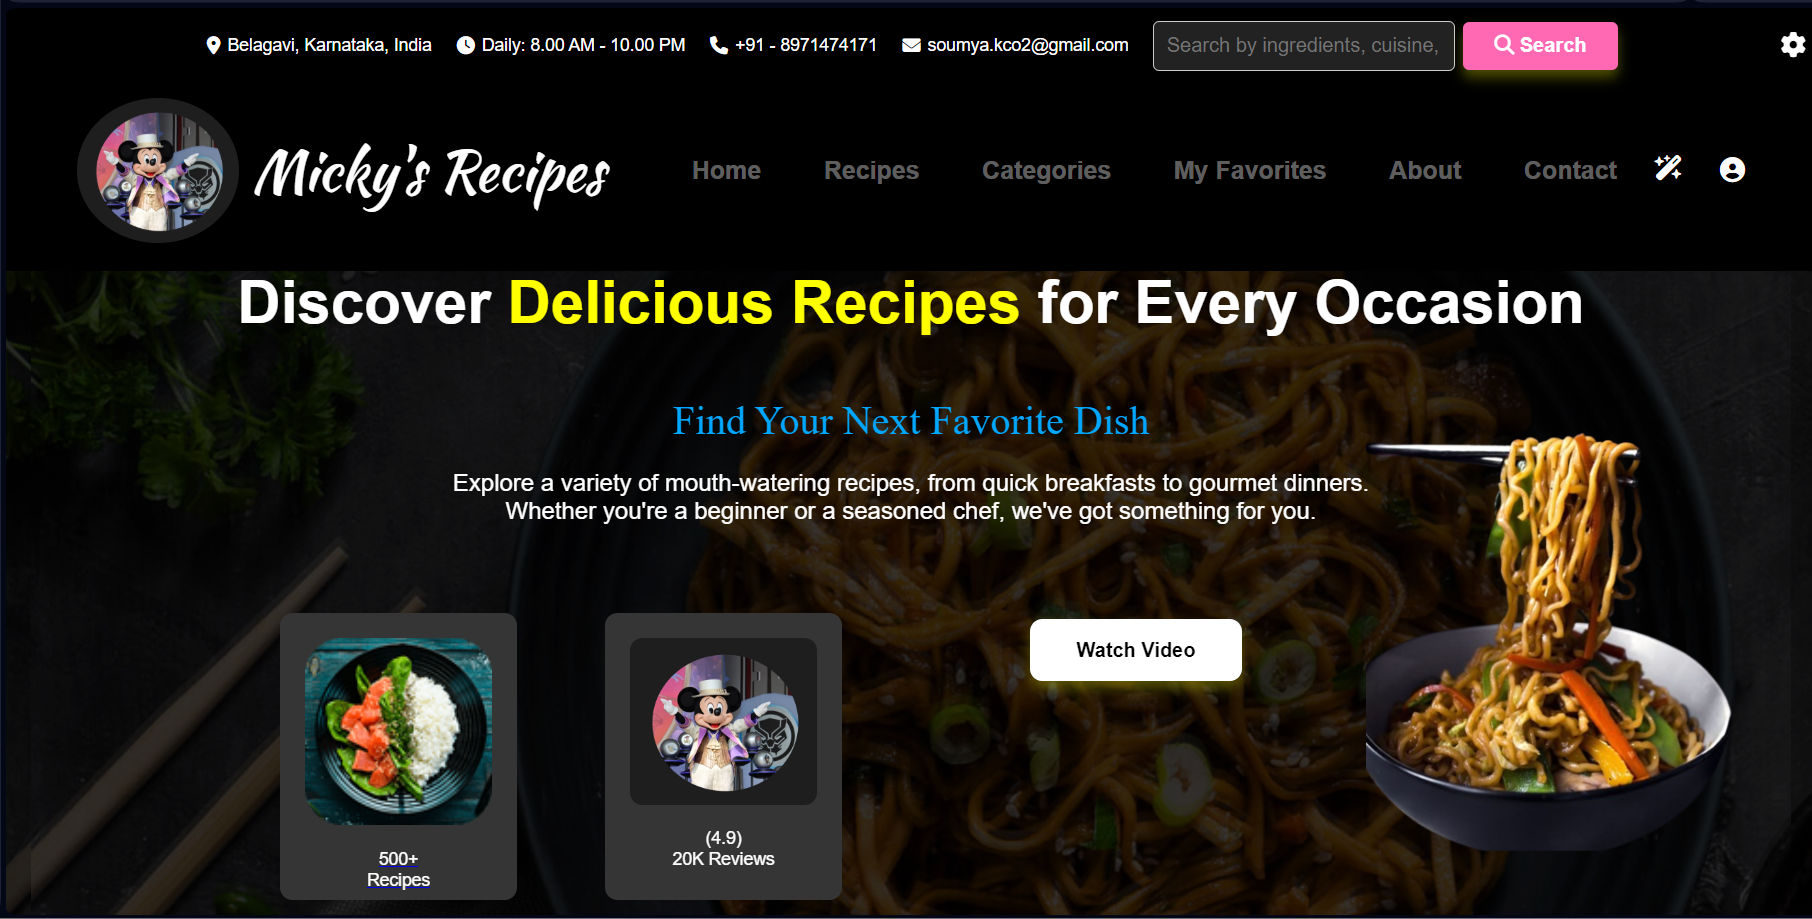 Belagavi, Karnataka, India Daily: 8.00 AM - 10.00 PM +91 - 8971474171 soumya.kco2@gmail.com Search by ingredients, cuisine, Search
Micky's Recipes Home Recipes Categories My Favorites About Contact
Discover Delicious Recipes for Every Occasion
Find Your Next Favorite Dish
Explore a variety of mouth-watering recipes, from quick breakfasts to gourmet dinners.
Whether you're a beginner or a seasoned chef, we've got something for you.
500+
Recipes
(4.9)
20K Reviews
Watch Video